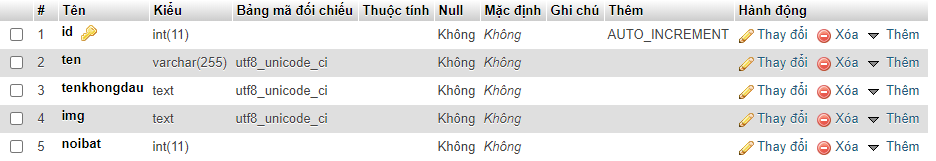 # Tên Kiểu Bảng mã đối chiếu Thuộc tính Null Mặc định Ghi chú Thêm Hành động
1 id int(11) Không Không AUTO_INCREMENT Thay đổi Xóa Thêm
2 ten varchar(255) utf8_unicode_ci Không Không Thay đổi Xóa Thêm
3 tenkhongdau text utf8_unicode_ci Không Không Thay đổi Xóa Thêm
4 img text utf8_unicode_ci Không Không Thay đổi Xóa Thêm
5 noibat int(11) Không Không Thay đổi Xóa Thêm